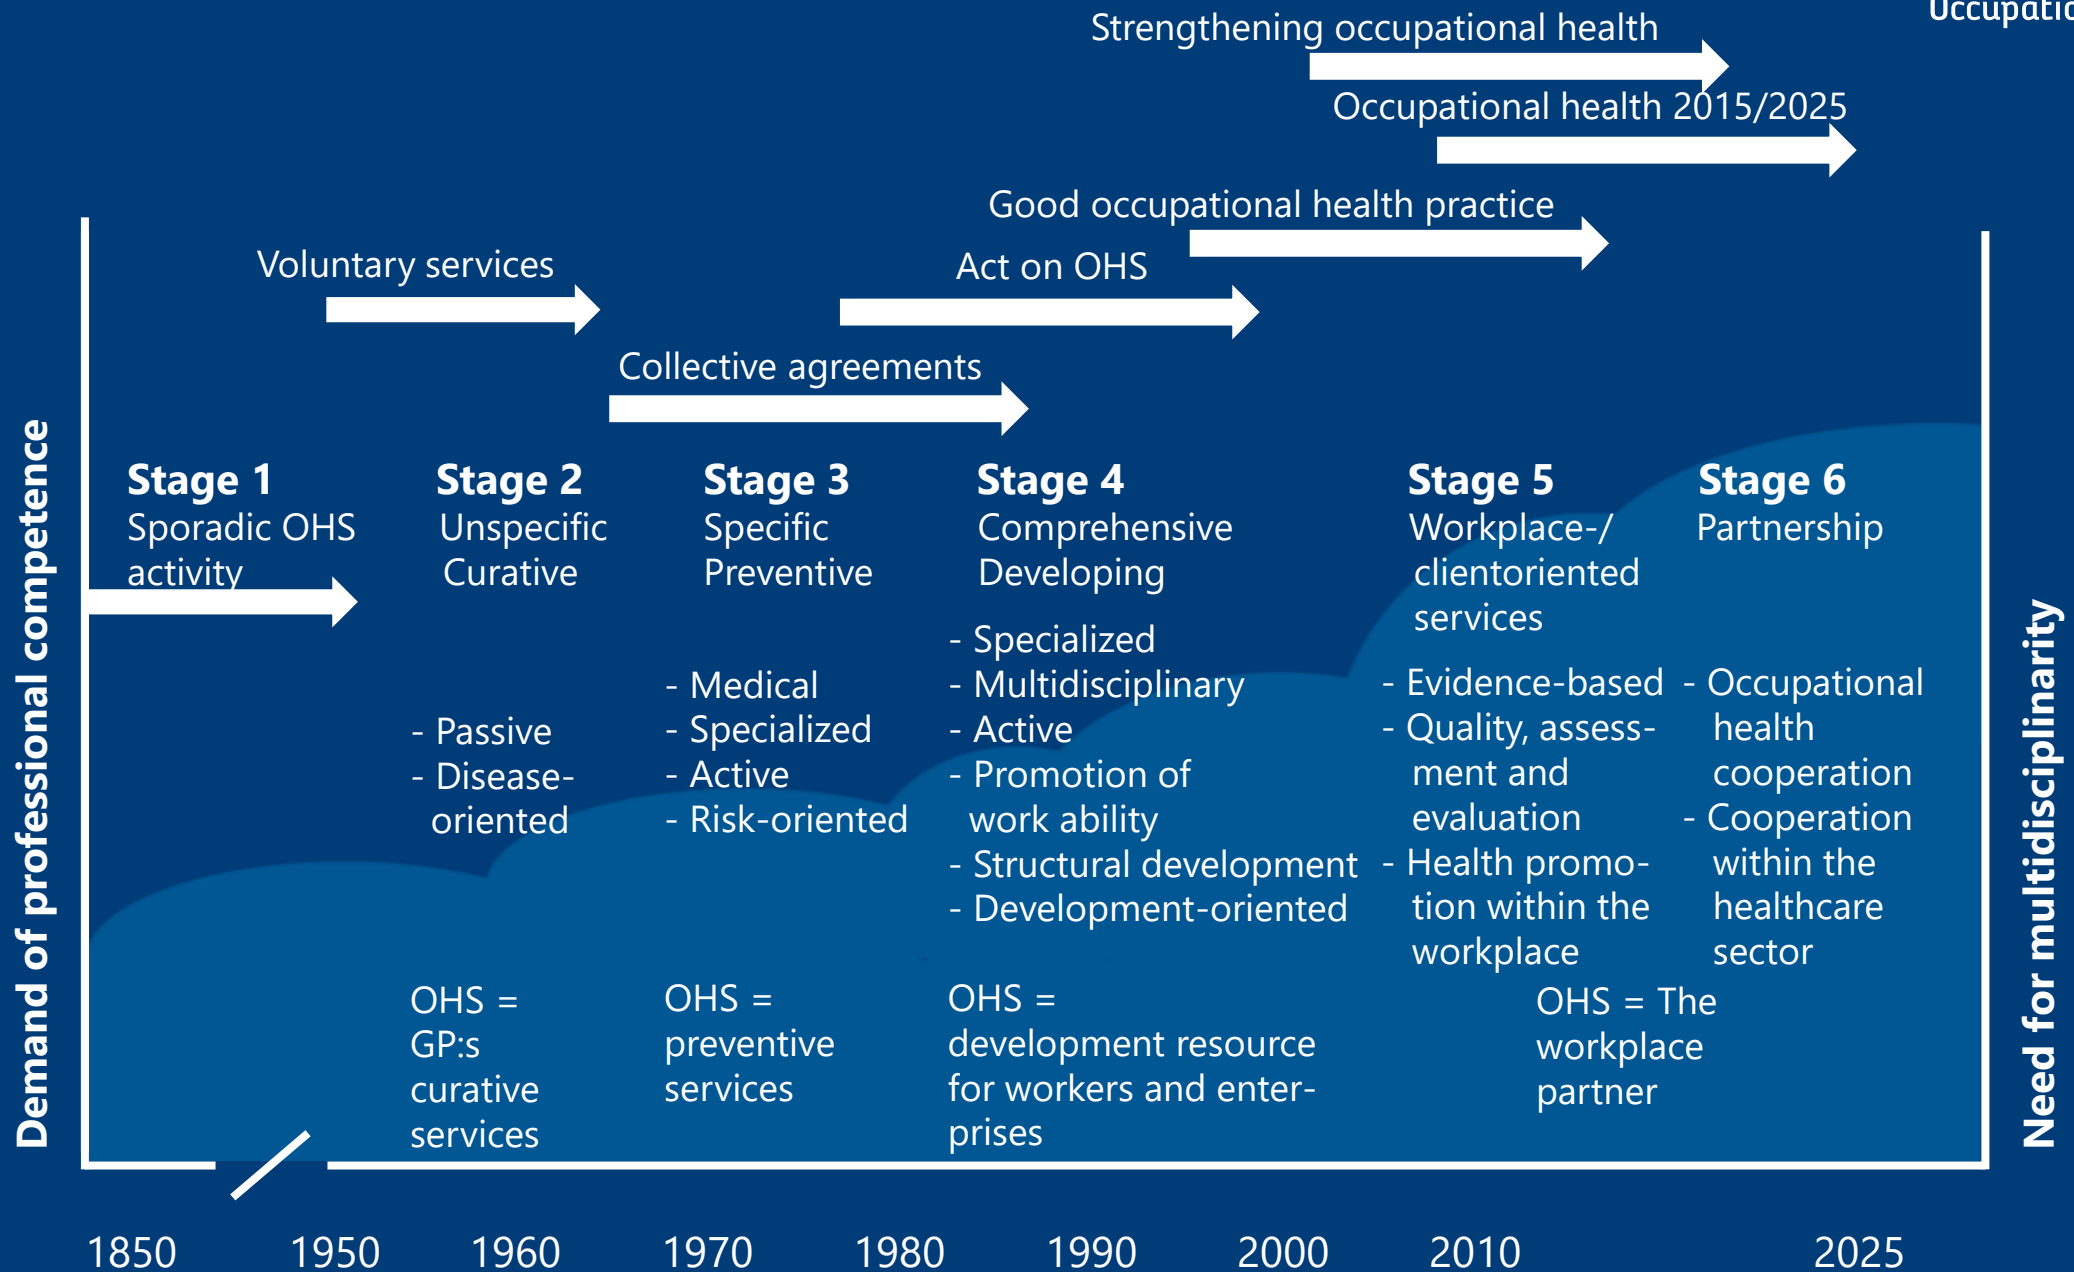 Occupatio
Strengthening occupational health
Occupational health 2015/2025
Good occupational health practice
Voluntary services
Act on OHS
Collective agreements
Demand of professional competence
Stage 1
Sporadic OHS
activity
Stage 2
Unspecific
Curative
- Passive
- Disease-
oriented
OHS =
GP:s
curative
services
Stage 3
Specific
Preventive
- Medical
- Specialized
- Active
- Risk-oriented
OHS =
preventive
services
Stage 4
Comprehensive
Developing
- Specialized
- Multidisciplinary
- Active
- Promotion of
work ability
- Structural development
- Development-oriented
OHS =
development resource
for workers and enter-
prises
Stage 5
Workplace-/
clientoriented
services
- Evidence-based
- Quality, assess-
ment and
evaluation
- Health promo-
tion within the
workplace
Stage 6
Partnership
- Occupational
health
cooperation
- Cooperation
within the
healthcare
sector
OHS = The
workplace
partner
Need for multidisciplinarity
1850 1950 1960 1970 1980 1990 2000 2010 2025